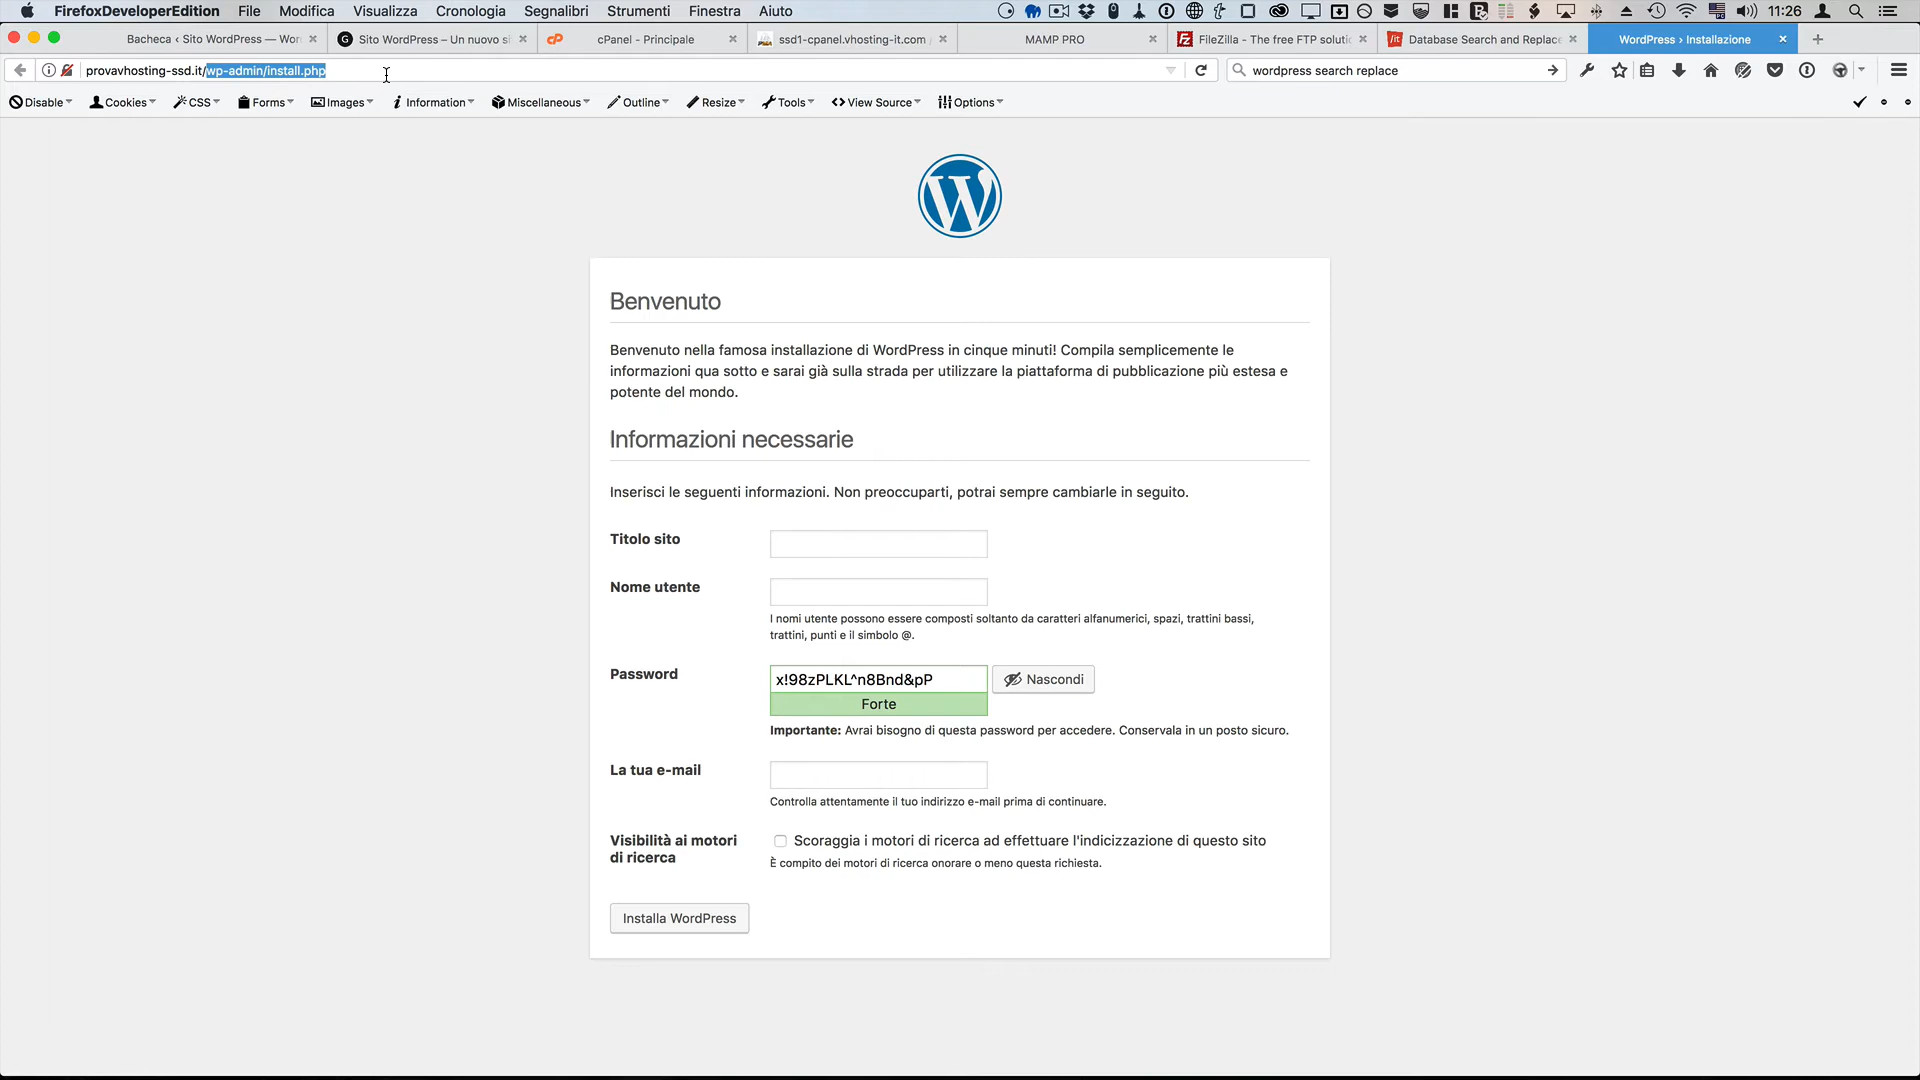 FirefoxDeveloperEdition File Modifica Visualizza Cronologia Segnalibri Strumenti Finestra Aiuto 11:26
Bacheca ‹ Sito WordPress — Wor Sito WordPress – Un nuovo si cPanel - Principale ssd1-cpanel.vhosting-it.com MAMP PRO FileZilla - The free FTP soluti Database Search and Replace WordPress › Installazione
provavhosting-ssd.it/wp-admin/install.php wordpress search replace
Disable Cookies CSS Forms Images Information Miscellaneous Outline Resize Tools View Source Options
Benvenuto
Benvenuto nella famosa installazione di WordPress in cinque minuti! Compila semplicemente le
informazioni qua sotto e sarai già sulla strada per utilizzare la piattaforma di pubblicazione più estesa e
potente del mondo.
Informazioni necessarie
Inserisci le seguenti informazioni. Non preoccuparti, potrai sempre cambiarle in seguito.
Titolo sito
Nome utente
I nomi utente possono essere composti soltanto da caratteri alfanumerici, spazi, trattini bassi,
trattini, punti e il simbolo @.
Password x!98zPLKL^n8Bnd&pP Nascondi
Forte
Importante: Avrai bisogno di questa password per accedere. Conservala in un posto sicuro.
La tua e-mail
Controlla attentamente il tuo indirizzo e-mail prima di continuare.
Visibilità ai motori
di ricerca
Scoraggia i motori di ricerca ad effettuare l'indicizzazione di questo sito
È compito dei motori di ricerca onorare o meno questa richiesta.
Installa WordPress